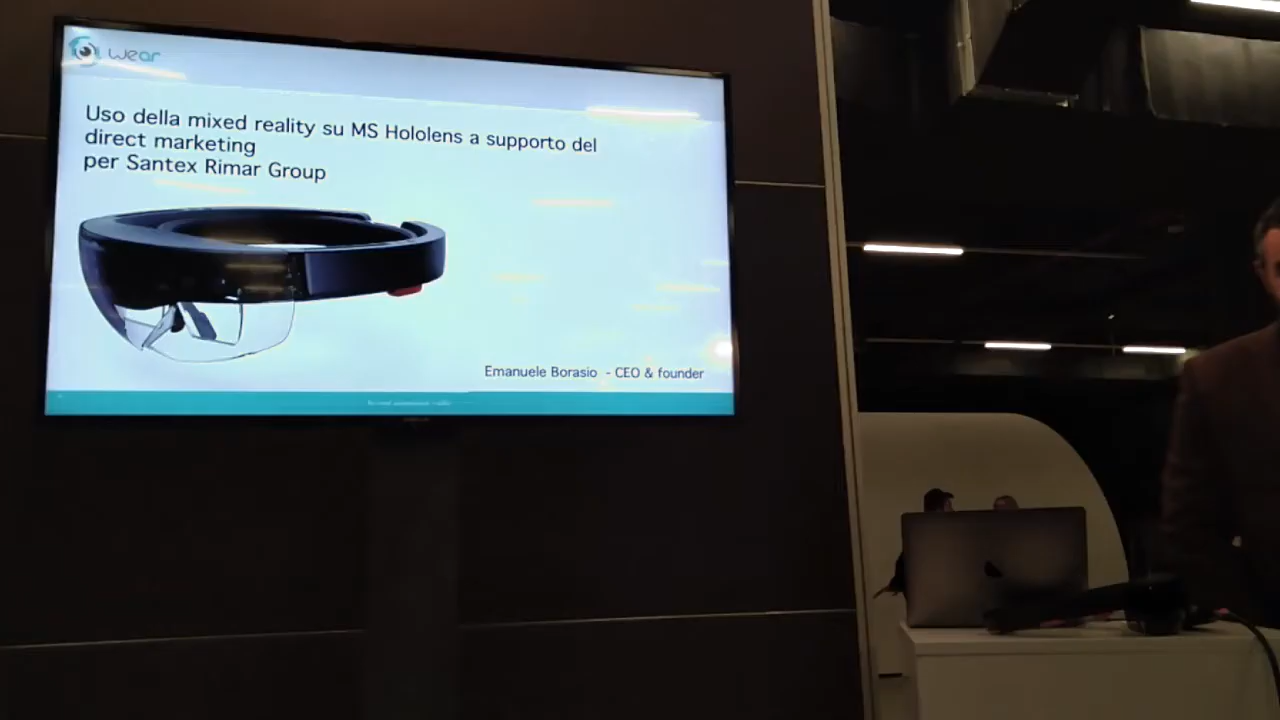 wear
Uso della mixed reality su MS Hololens a supporto del
direct marketing
per Santex Rimar Group
Emanuele Borasio - CEO & founder